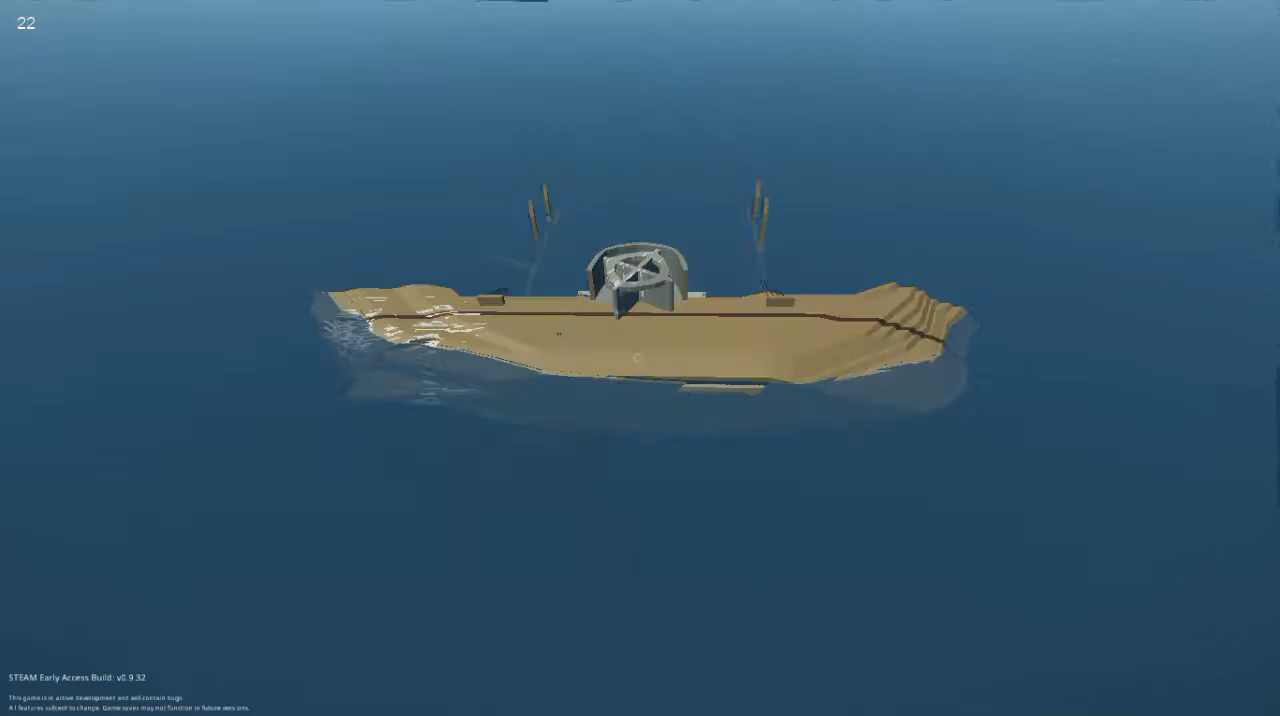 22
STEAM Early Access Build: v0.9.32
This game is in active development and will contain bugs.
All features subject to change. Game saves may not function in future versions.